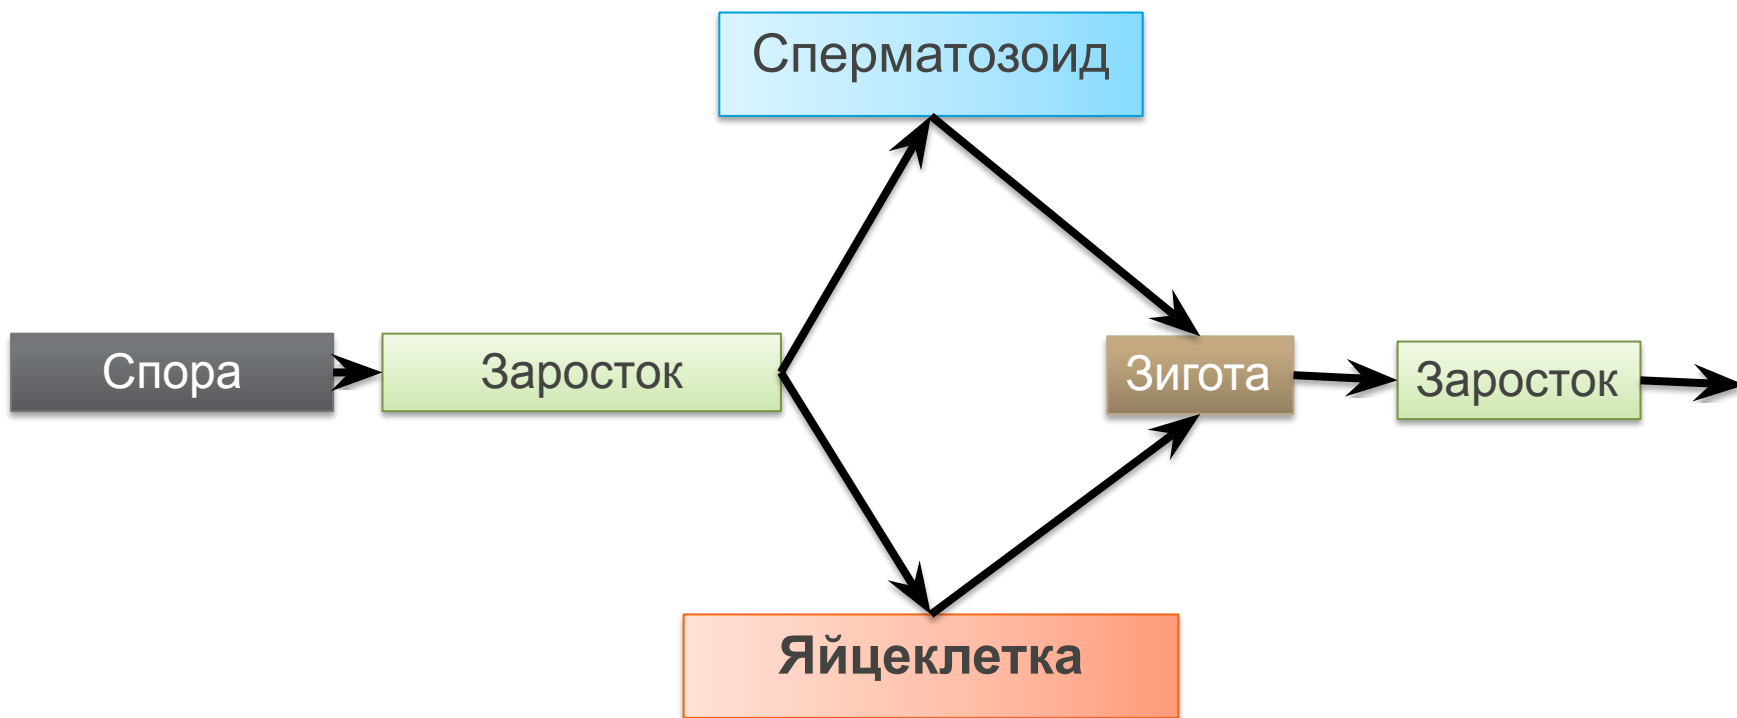 Сперматозоид
Спора
Заросток
Зигота
Заросток
Яйцеклетка